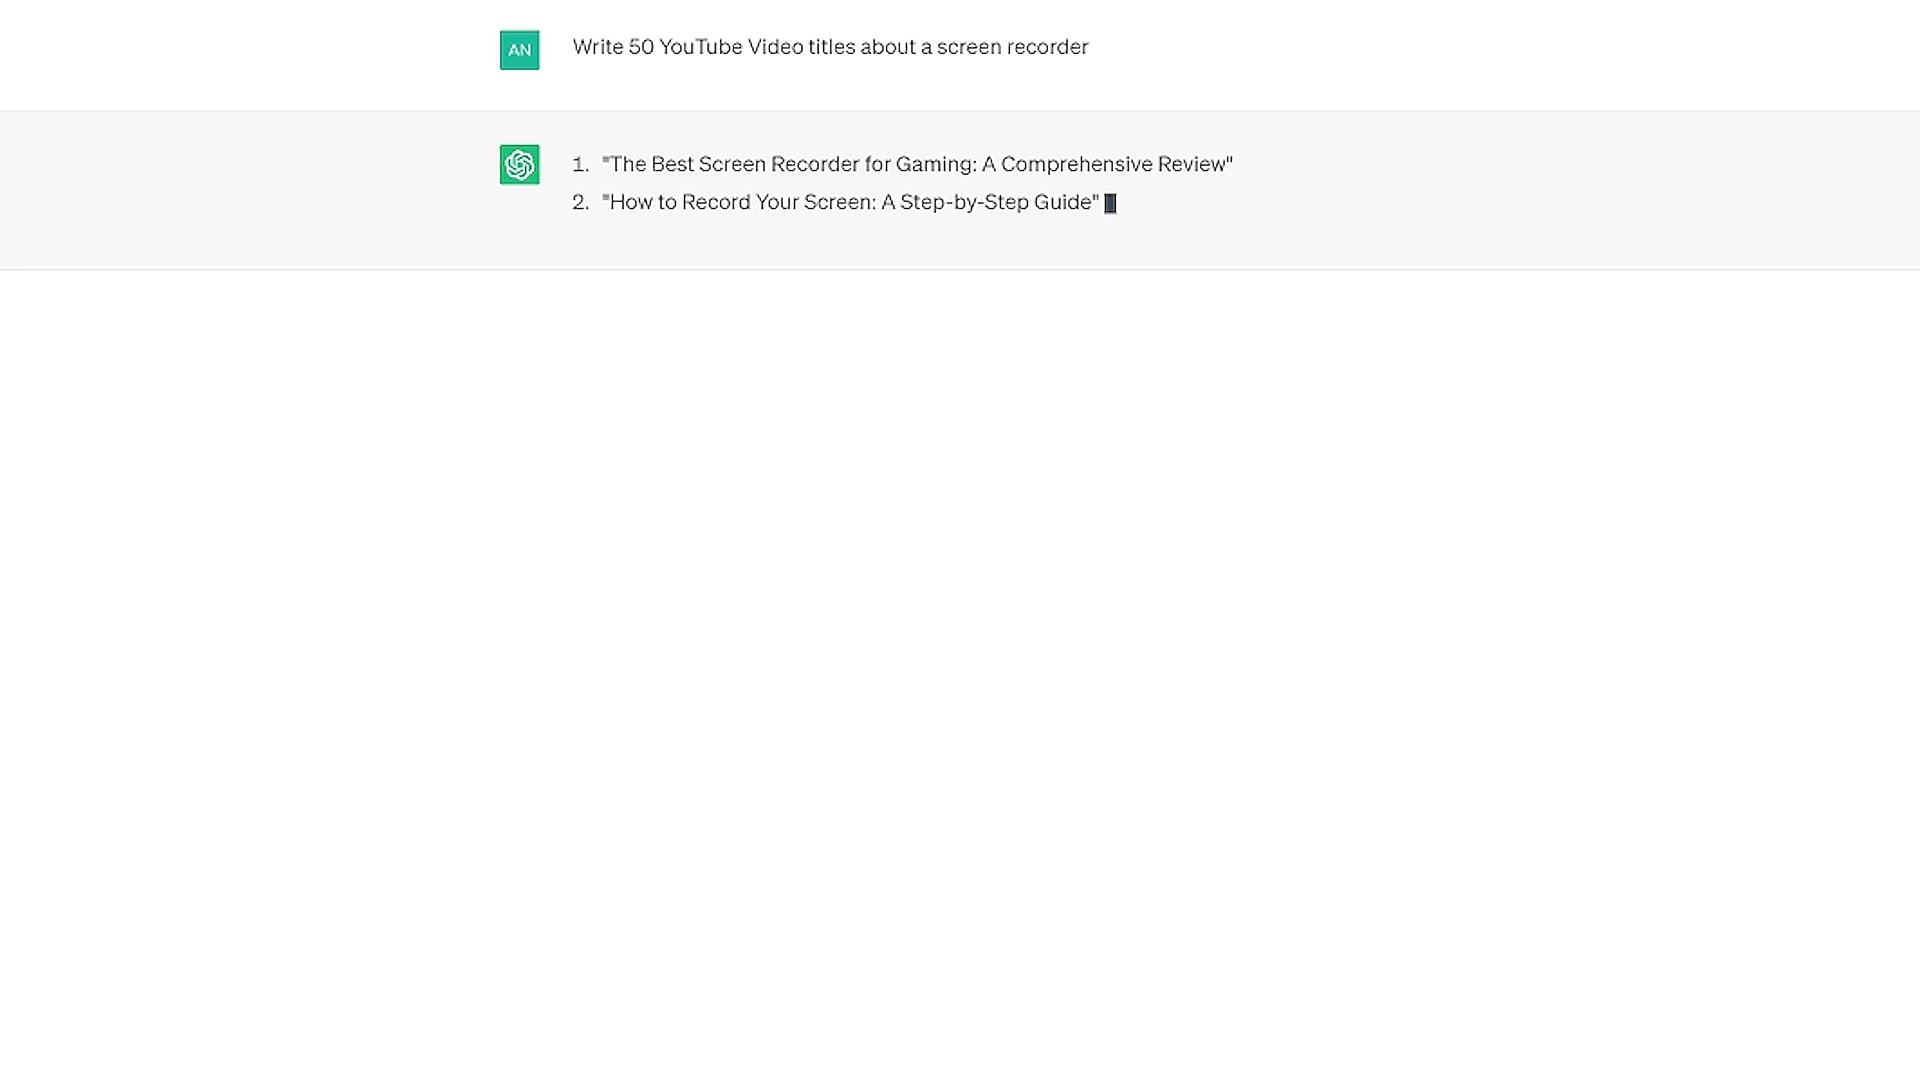 AN
Write 50 YouTube Video titles about a screen recorder
1. "The Best Screen Recorder for Gaming: A Comprehensive Review"
2. "How to Record Your Screen: A Step-by-Step Guide"